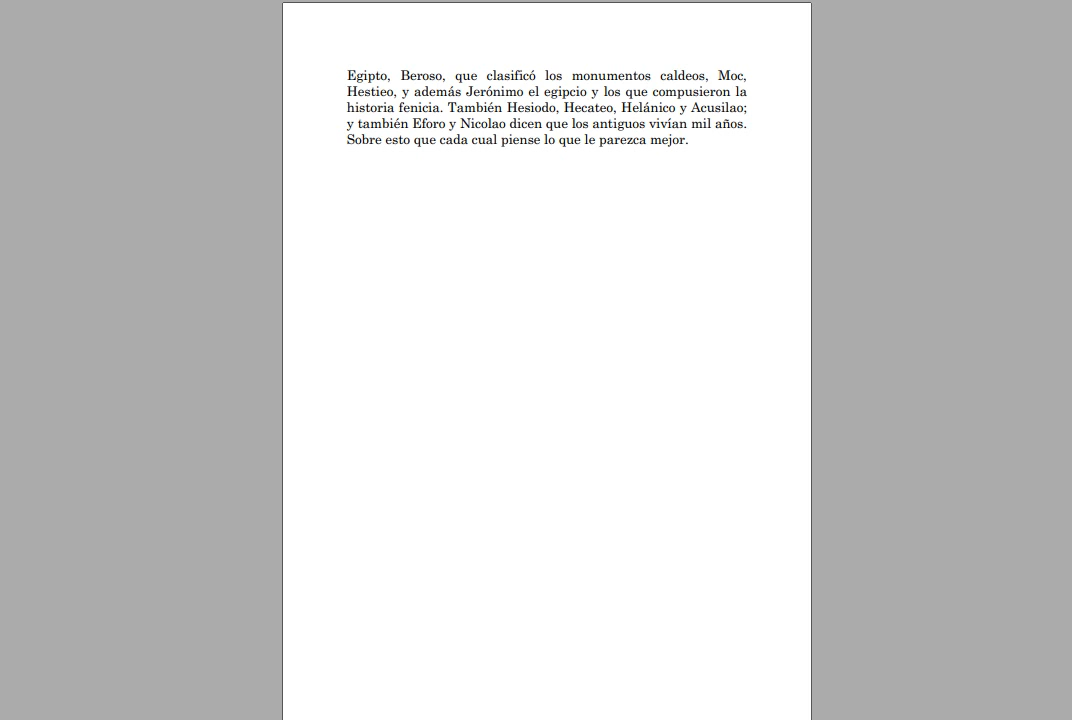 Egipto, Beroso, que clasificó los monumentos caldeos, Moc,
Hestieo, y además Jerónimo el egipcio y los que compusieron la
historia fenicia. También Hesiodo, Hecateo, Helánico y Acusilao;
y también Eforo y Nicolao dicen que los antiguos vivían mil años.
Sobre esto que cada cual piense lo que le parezca mejor.